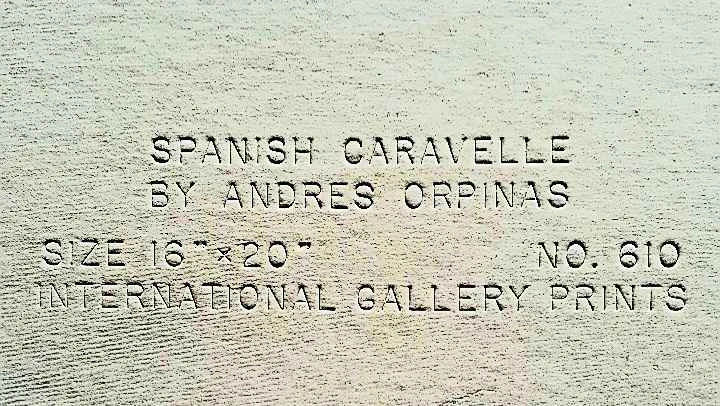 SPANISH CARAVELLE
BY ANDRES ORPINAS
SIZE 16"×20" NO. 610
INTERNATIONAL GALLERY PRINTS